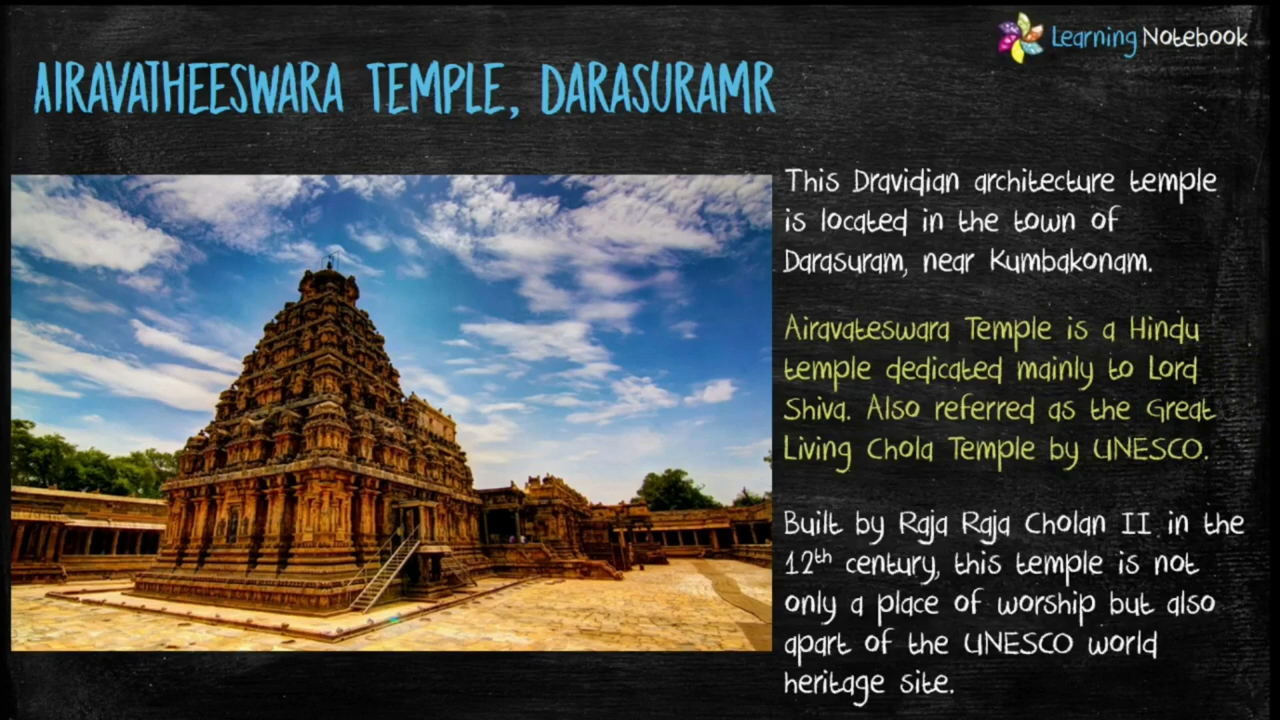 Learning Notebook
AIRAVATHEESWARA TEMPLE, DARASURAMR
This Dravidian architecture temple
is located in the town of
Darasuram, near Kumbakonam.
Airavateswara Temple is a Hindu
temple dedicated mainly to Lord
Shiva. Also referred as the Great
Living Chola Temple by UNESCO.
Built by Raja Raja Cholan II in the
12th century, this temple is not
only a place of worship but also
apart of the UNESCO world
heritage site.